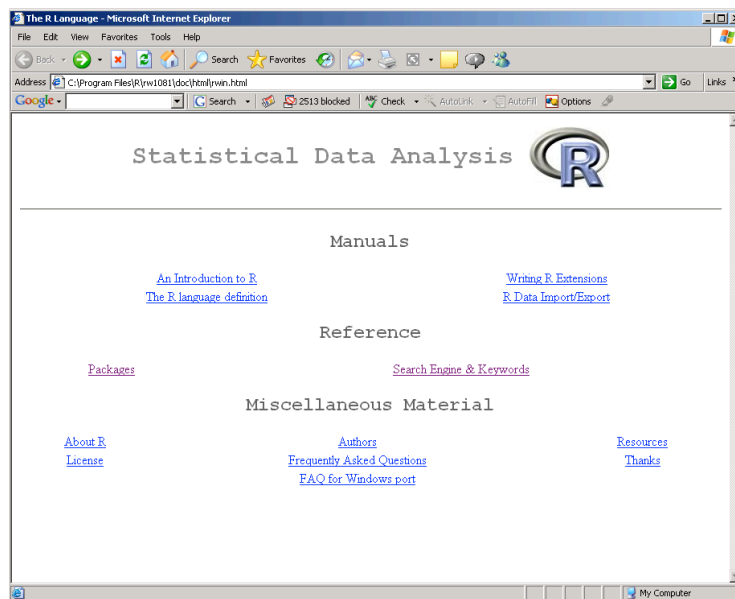 The R Language - Microsoft Internet Explorer
File Edit View Favorites Tools Help
Back Search Favorites
Address C:\Program Files\R\rw1081\doc\html\rwin.html Go Links
Google Search 2513 blocked ABC Check AutoLink AutoFill Options
Statistical Data Analysis R
Manuals
An Introduction to R Writing R Extensions
The R language definition R Data Import/Export
Reference
Packages Search Engine & Keywords
Miscellaneous Material
About R Authors Resources
License Frequently Asked Questions Thanks
FAQ for Windows port
My Computer